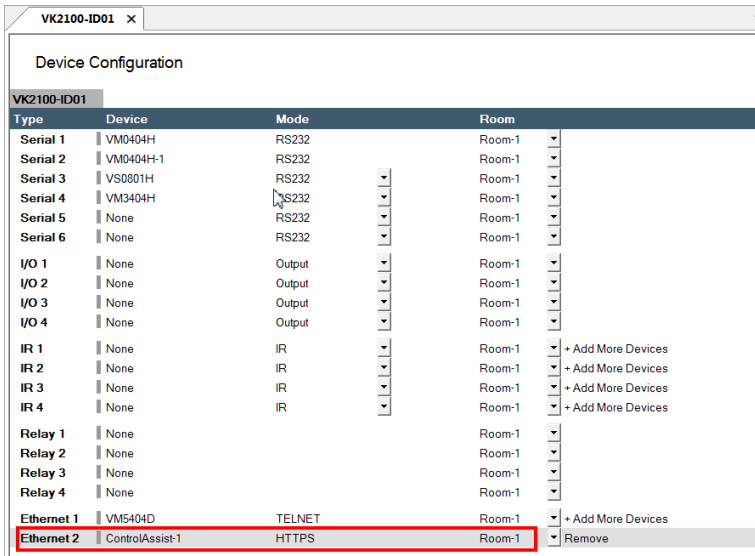 VK2100-ID01 X
Device Configuration
VK2100-ID01
Type Device Mode Room
Serial 1 VM0404H RS232 Room-1
Serial 2 VM0404H-1 RS232 Room-1
Serial 3 VS0801H RS232 Room-1
Serial 4 VM3404H RS232 Room-1
Serial 5 None RS232 Room-1
Serial 6 None RS232 Room-1
I/O 1 None Output Room-1
I/O 2 None Output Room-1
I/O 3 None Output Room-1
I/O 4 None Output Room-1
IR 1 None IR Room-1 + Add More Devices
IR 2 None IR Room-1 + Add More Devices
IR 3 None IR Room-1 + Add More Devices
IR 4 None IR Room-1 + Add More Devices
Relay 1 None Room-1
Relay 2 None Room-1
Relay 3 None Room-1
Relay 4 None Room-1
Ethernet 1 VM5404D TELNET Room-1 + Add More Devices
Ethernet 2 ControlAssist-1 HTTPS Room-1 Remove